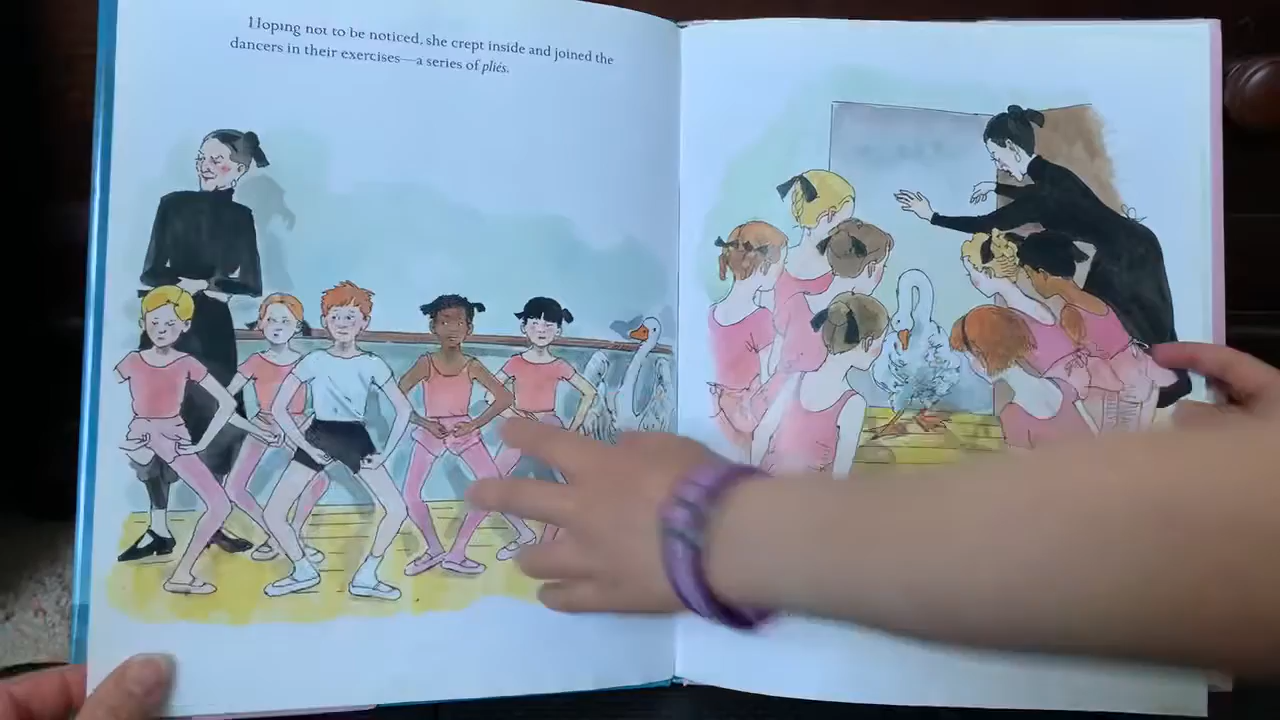 Hoping not to be noticed, she crept inside and joined the
dancers in their exercises—a series of pliés.